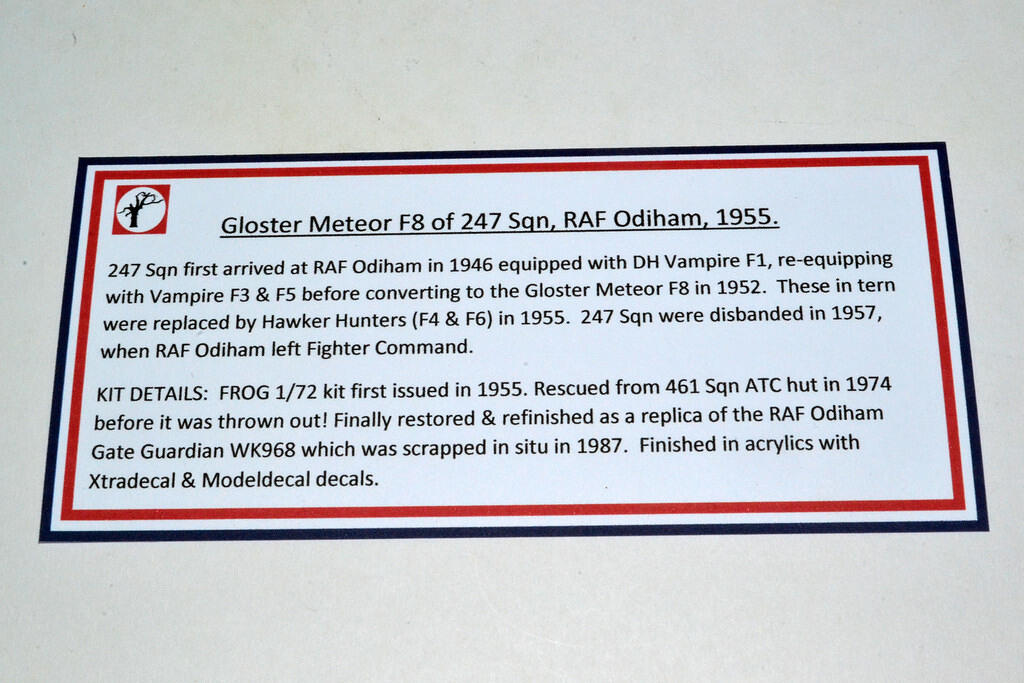 Gloster Meteor F8 of 247 Sqn, RAF Odiham, 1955.
247 Sqn first arrived at RAF Odiham in 1946 equipped with DH Vampire F1, re-equipping
with Vampire F3 & F5 before converting to the Gloster Meteor F8 in 1952.  These in tern
were replaced by Hawker Hunters (F4 & F6) in 1955.  247 Sqn were disbanded in 1957,
when RAF Odiham left Fighter Command.
KIT DETAILS:  FROG 1/72 kit first issued in 1955. Rescued from 461 Sqn ATC hut in 1974
before it was thrown out! Finally restored & refinished as a replica of the RAF Odiham
Gate Guardian WK968 which was scrapped in situ in 1987.  Finished in acrylics with
Xtradecal & Modeldecal decals.